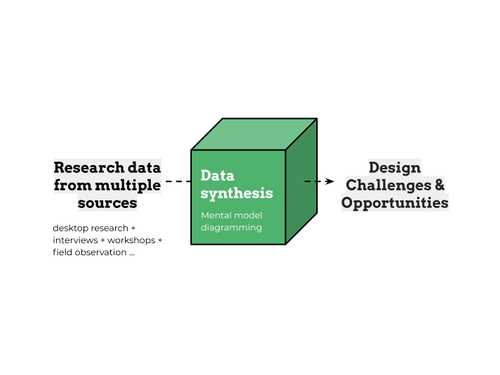 Research data
from multiple
sources
desktop research +
interviews + workshops +
field observation ...
Data
synthesis
Mental model
diagramming
Design
Challenges &
Opportunities